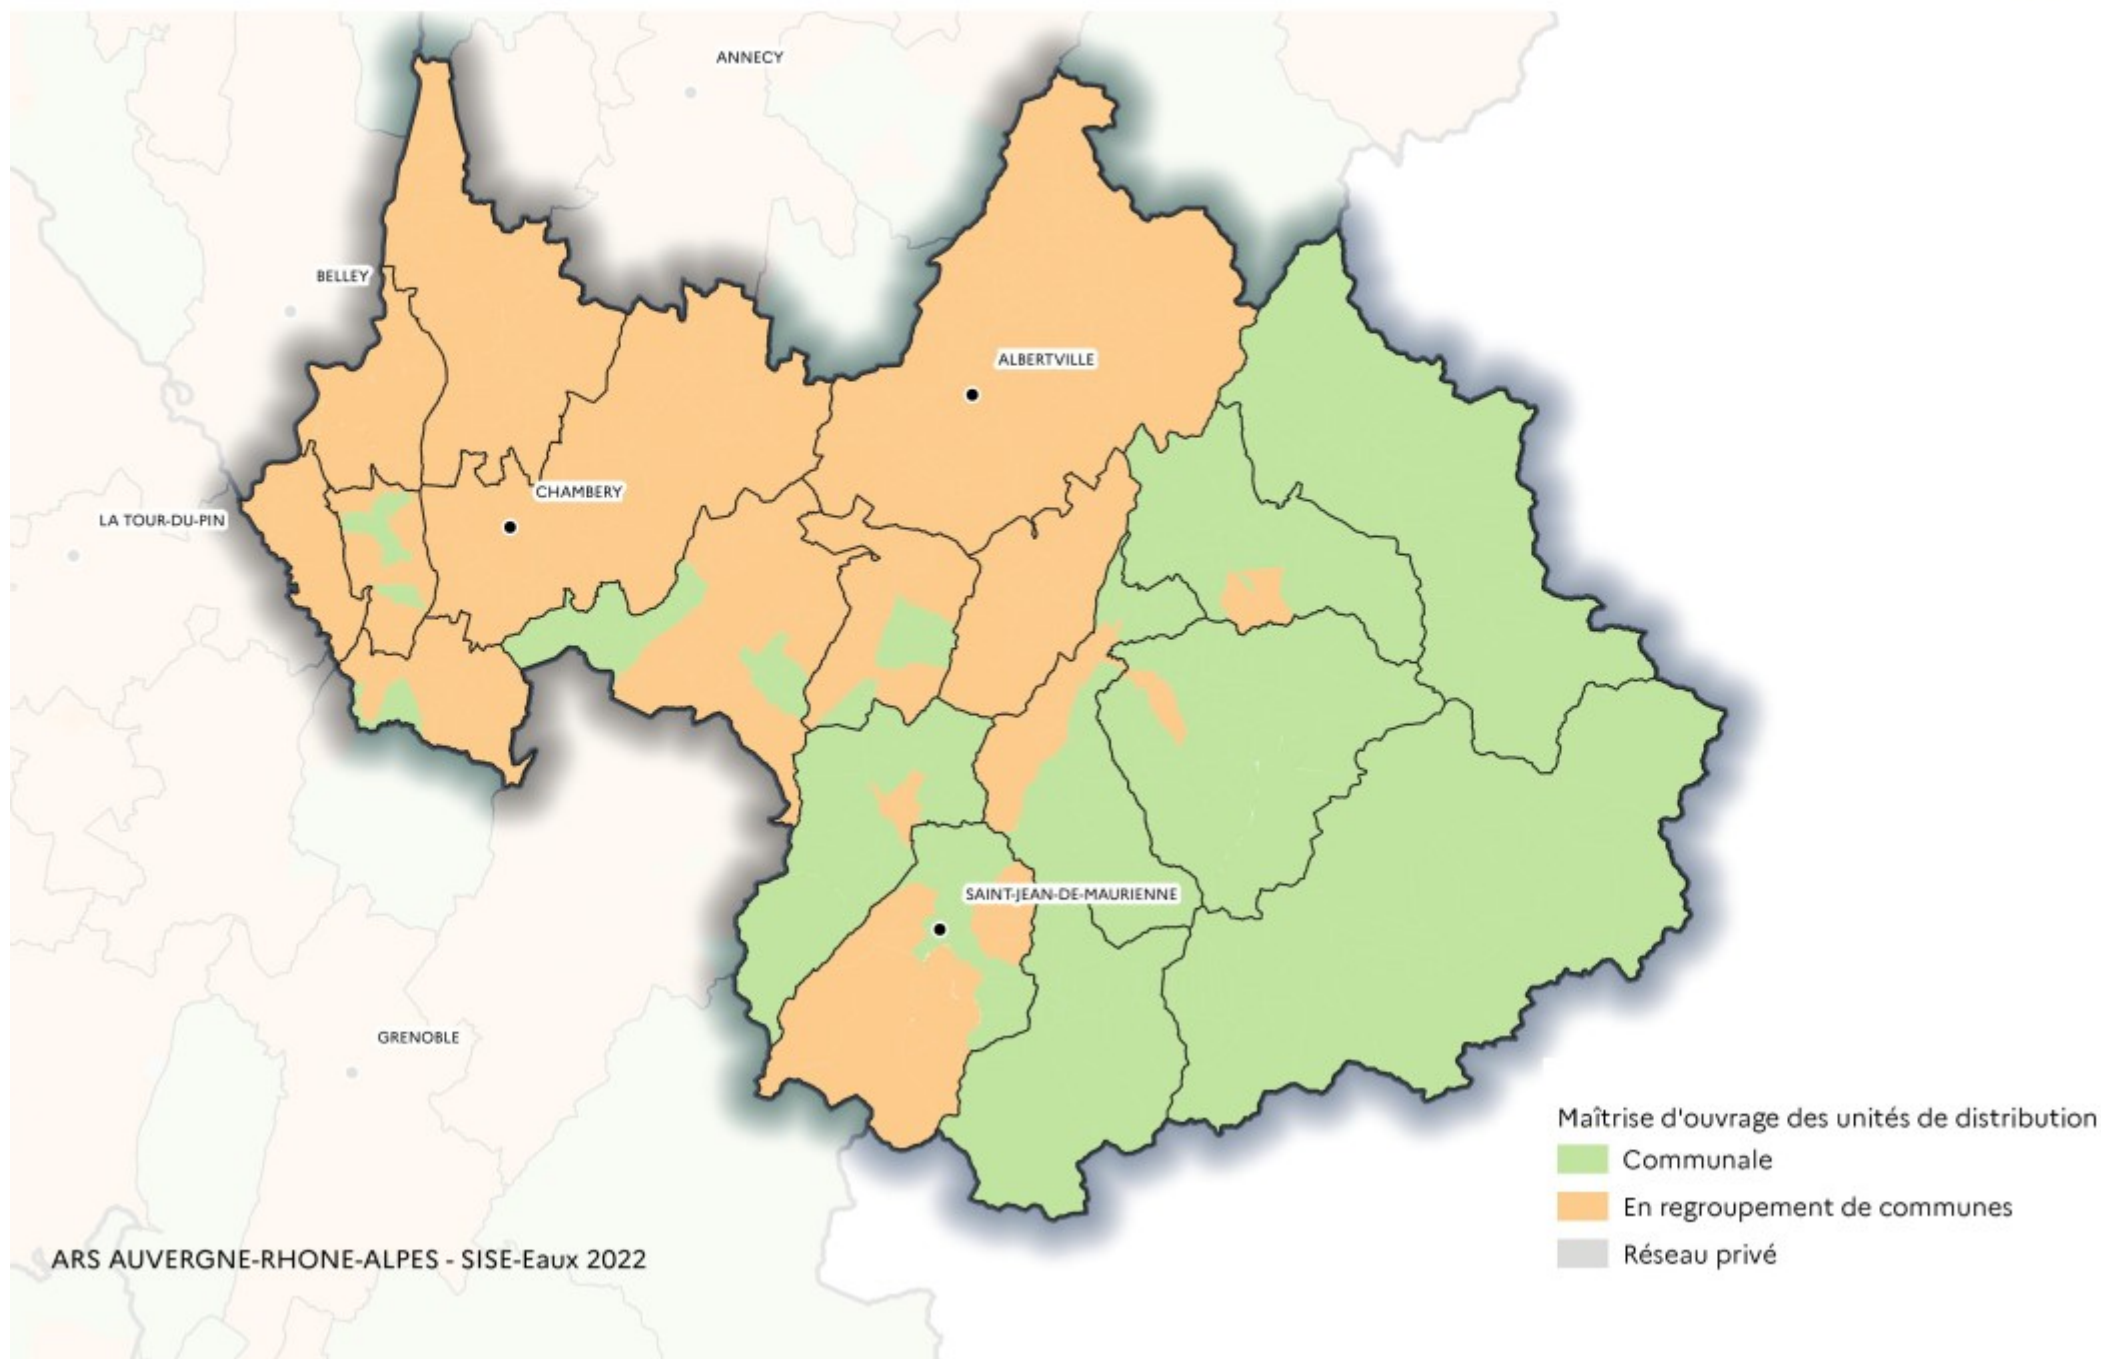 ANNECY
BELLEY
ALBERTVILLE
CHAMBERY
LA TOUR-DU-PIN
SAINT-JEAN-DE-MAURIENNE
GRENOBLE
Maîtrise d'ouvrage des unités de distribution
Communale
En regroupement de communes
Réseau privé
ARS AUVERGNE-RHONE-ALPES - SISE-Eaux 2022